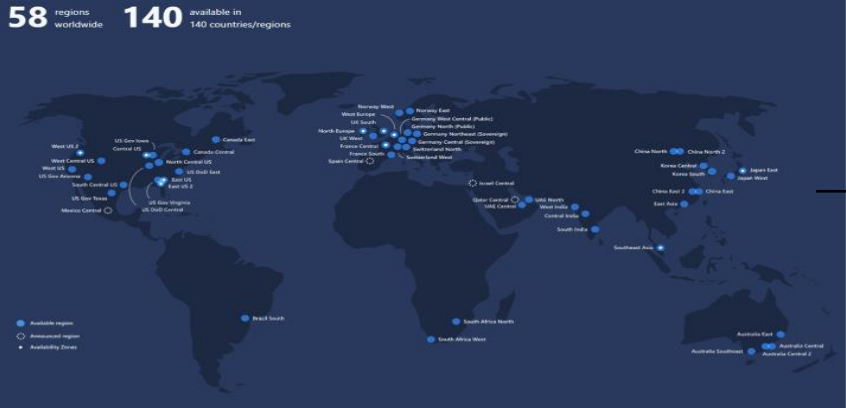 58 regions worldwide
140 available in 140 countries/regions
Norway West
Norway East
West Europe
Germany West Central (Public)
UK South
Germany North (Public)
North Europe
Germany Northeast (Sovereign)
UK West
Germany Central (Sovereign)
France Central
Switzerland North
France South
Switzerland West
Spain Central
West US 2
US Gov Iowa
Central US
Canada East
Canada Central
West Central US
North Central US
West US
US DoD East
US Gov Arizona
East US
South Central US
East US 2
US Gov Texas
US Gov Virginia
Mexico Central
US DoD Central
Israel Central
Qatar Central
UAE North
UAE Central
West India
Central India
South India
China North
China North 2
Korea Central
Korea South
Japan East
Japan West
China East 2
China East
East Asia
Southeast Asia
Brazil South
South Africa North
South Africa West
Australia East
Australia Central
Australia Southeast
Australia Central 2
Available region
Announced region
Availability Zones